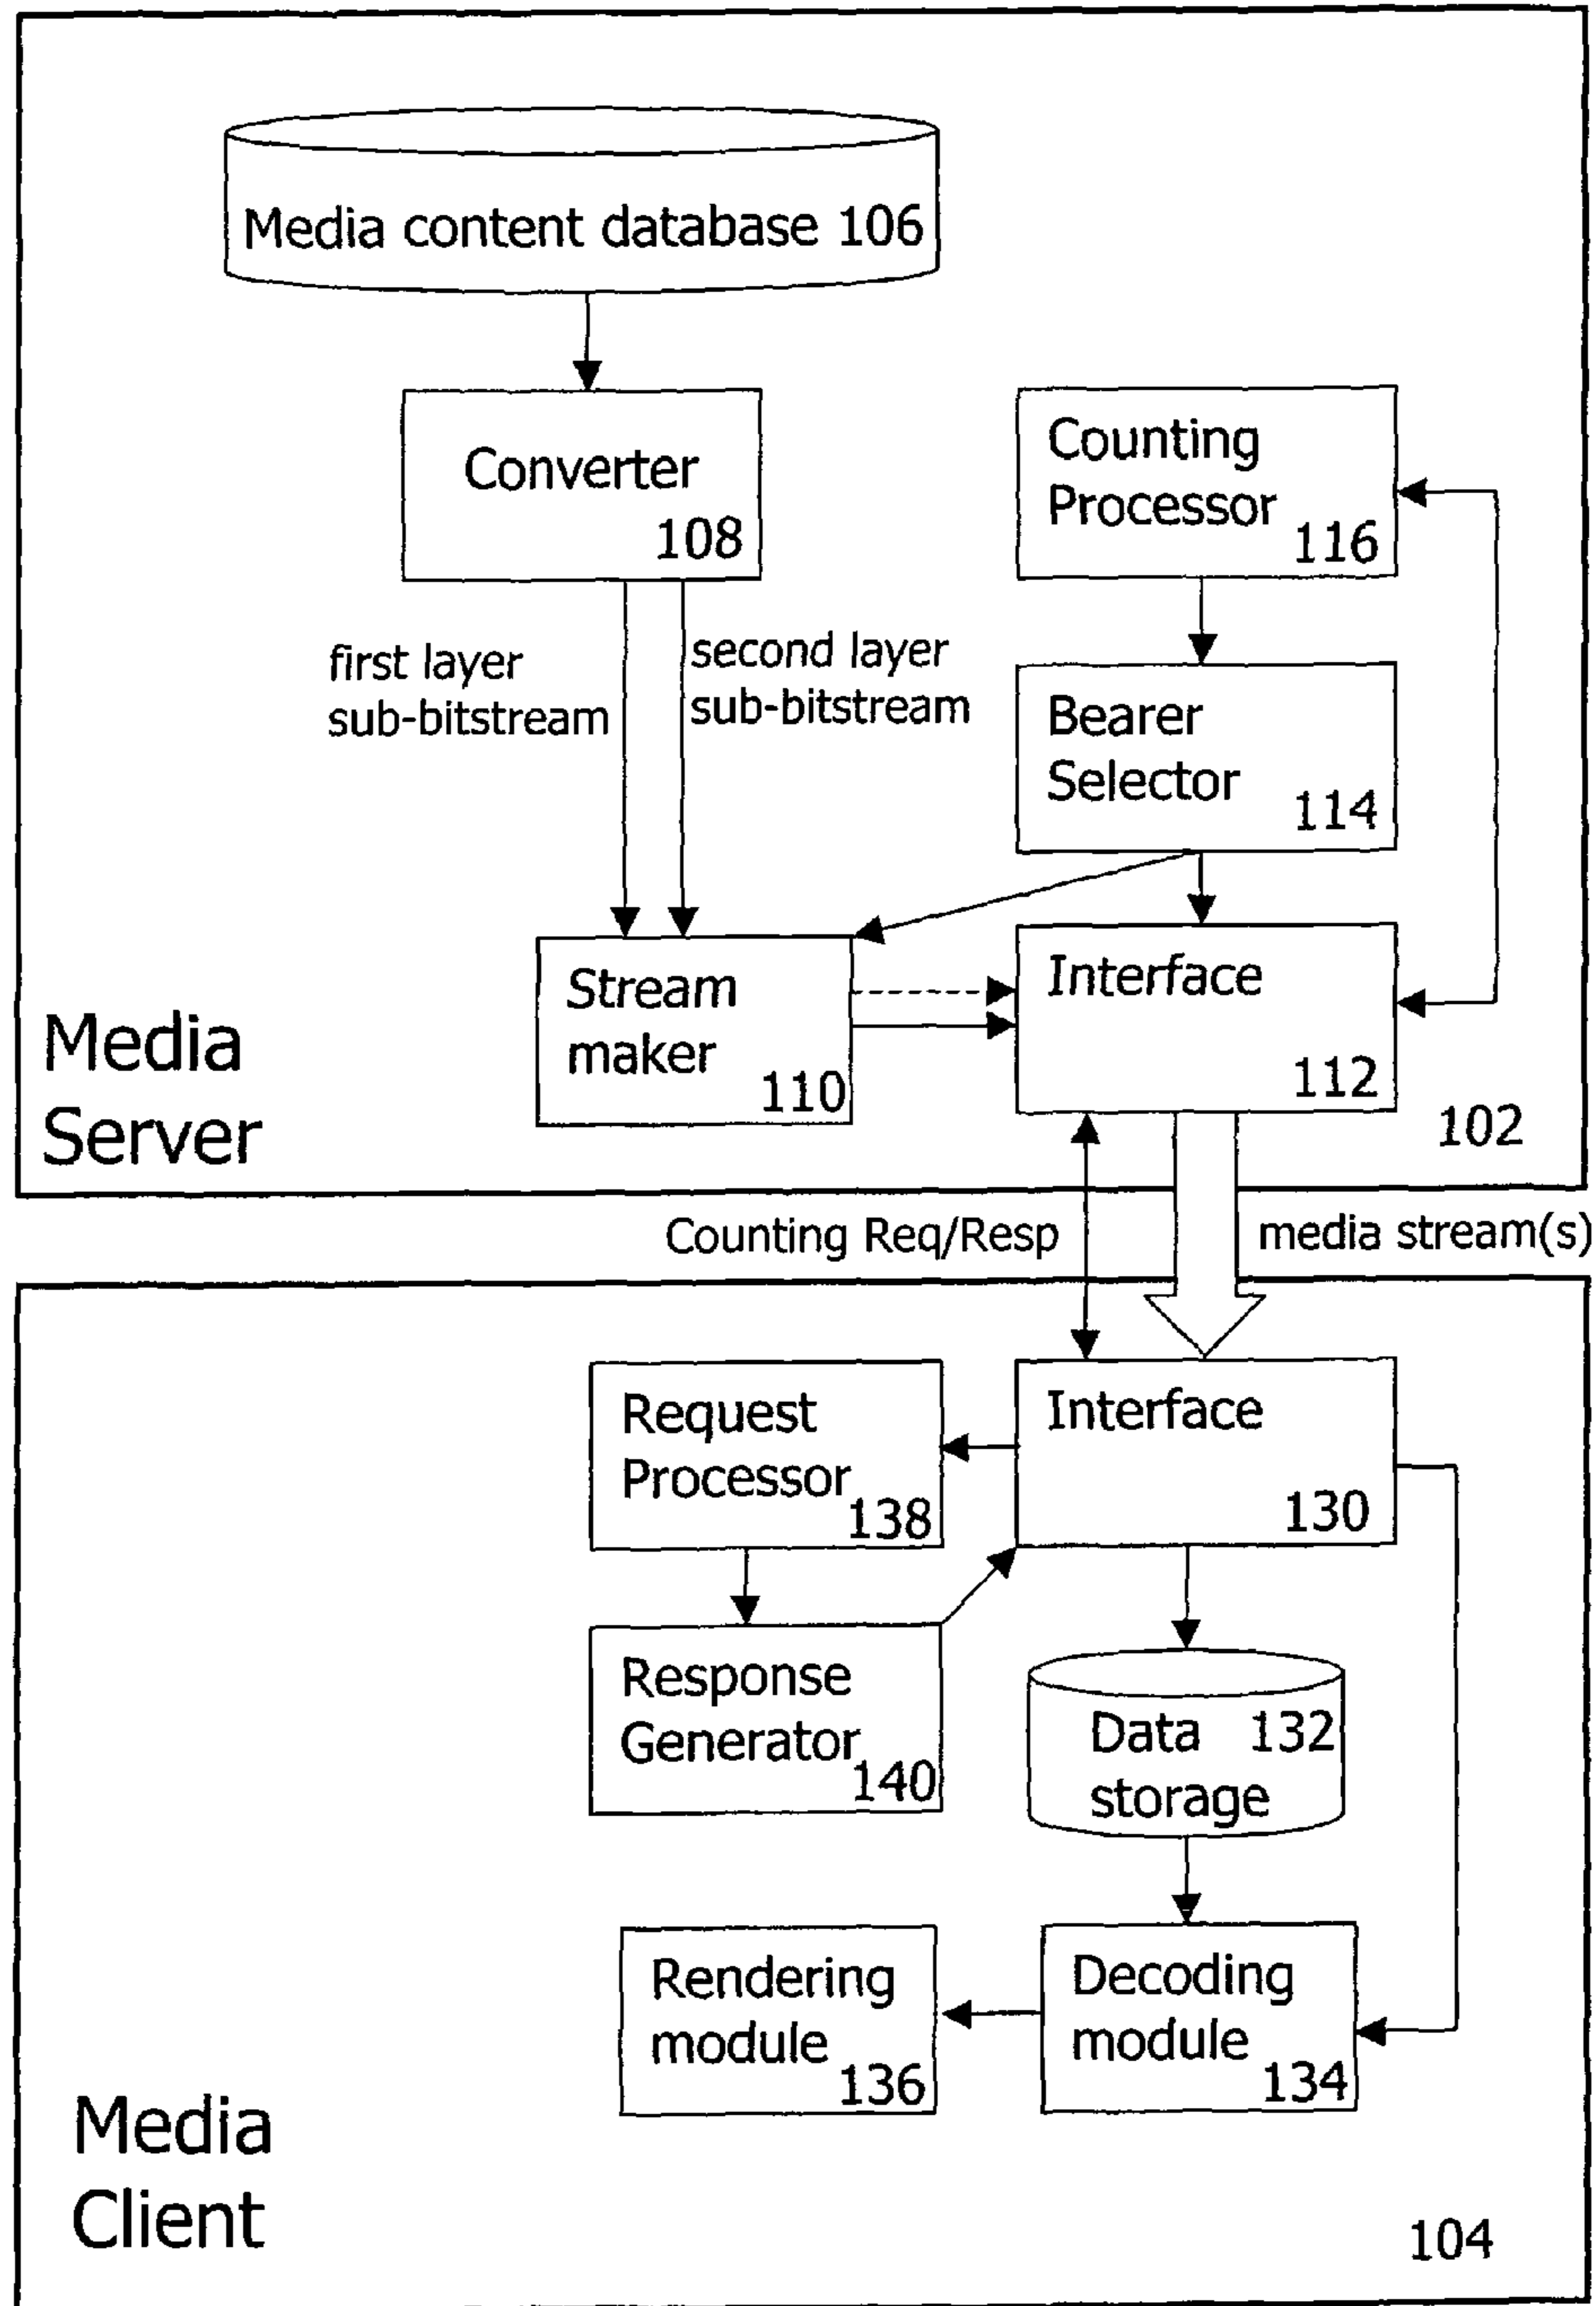 Media content database 106
Converter
108
Counting
Processor
116
first layer
sub-bitstream
second layer
sub-bitstream
Bearer
Selector
114
Stream
maker
110
Interface
112
Media
Server
102
Counting Req/Resp
media stream(s)
Request
Processor
138
Interface
130
Response
Generator
140
Data 132
storage
Rendering
module
136
Decoding
module
134
Media
Client
104